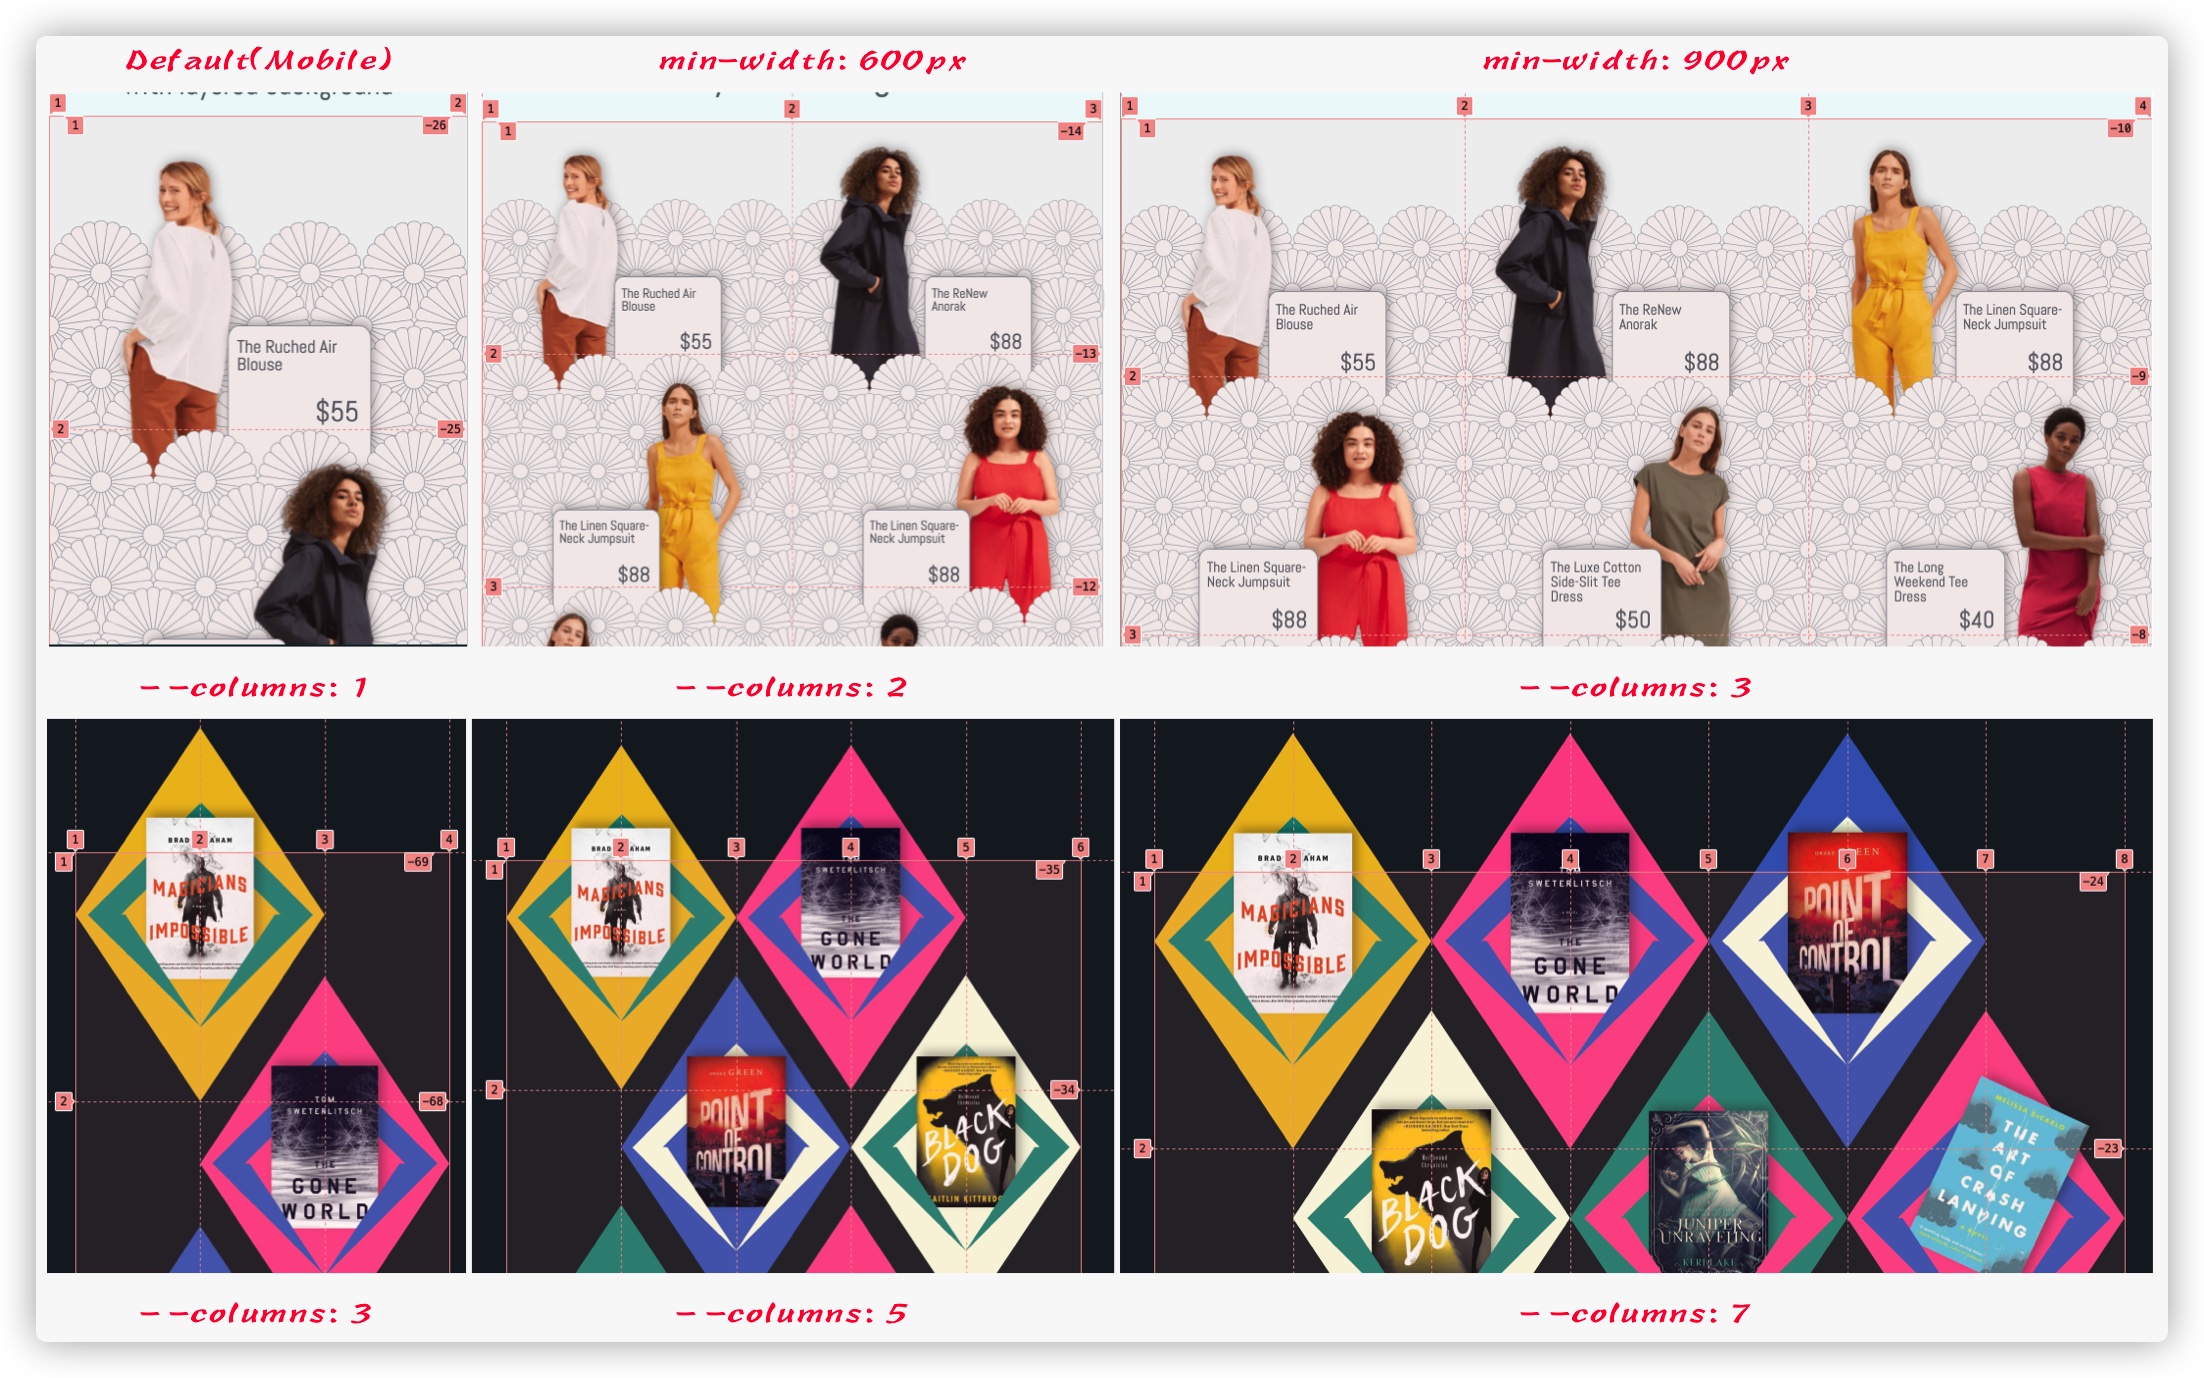 Default(Mobile)
min-width: 600px
min-width: 900px
1
2
1
-26
The Ruched Air
Blouse
$55
2
-25
1
2
3
1
-14
The Ruched Air
Blouse
$55
The ReNew
Anorak
$88
2
-13
The Linen Square-
Neck Jumpsuit
$88
The Linen Square-
Neck Jumpsuit
$88
3
-12
1
2
3
4
1
-10
The Ruched Air
Blouse
$55
The ReNew
Anorak
$88
The Linen Square-
Neck Jumpsuit
$88
2
-9
The Linen Square-
Neck Jumpsuit
$88
The Luxe Cotton
Side-Slit Tee
Dress
$50
The Long
Weekend Tee
Dress
$40
3
-8
--columns: 1
--columns: 2
--columns: 3
1
2
3
4
1
-69
MAGICIANS
IMPOSSIBLE
2
-68
TOM
SWETERLITSCH
THE
GONE
WORLD
1
2
3
4
5
6
1
-35
MAGICIANS
IMPOSSIBLE
SWETERLITSCH
THE
GONE
WORLD
2
-34
DRAKE GREEN
POINT
OF
CONTROL
BLACK
DOG
CAITLIN KITTREDGE
1
2
3
4
5
6
7
8
1
-24
MAGICIANS
IMPOSSIBLE
SWETERLITSCH
THE
GONE
WORLD
POINT
OF
CONTROL
2
-23
BLACK
DOG
JUNIPER
UNRAVELING
KERI LAKE
MELISSA DECARLO
THE
ART
OF
CRASH
LANDING
--columns: 3
--columns: 5
--columns: 7